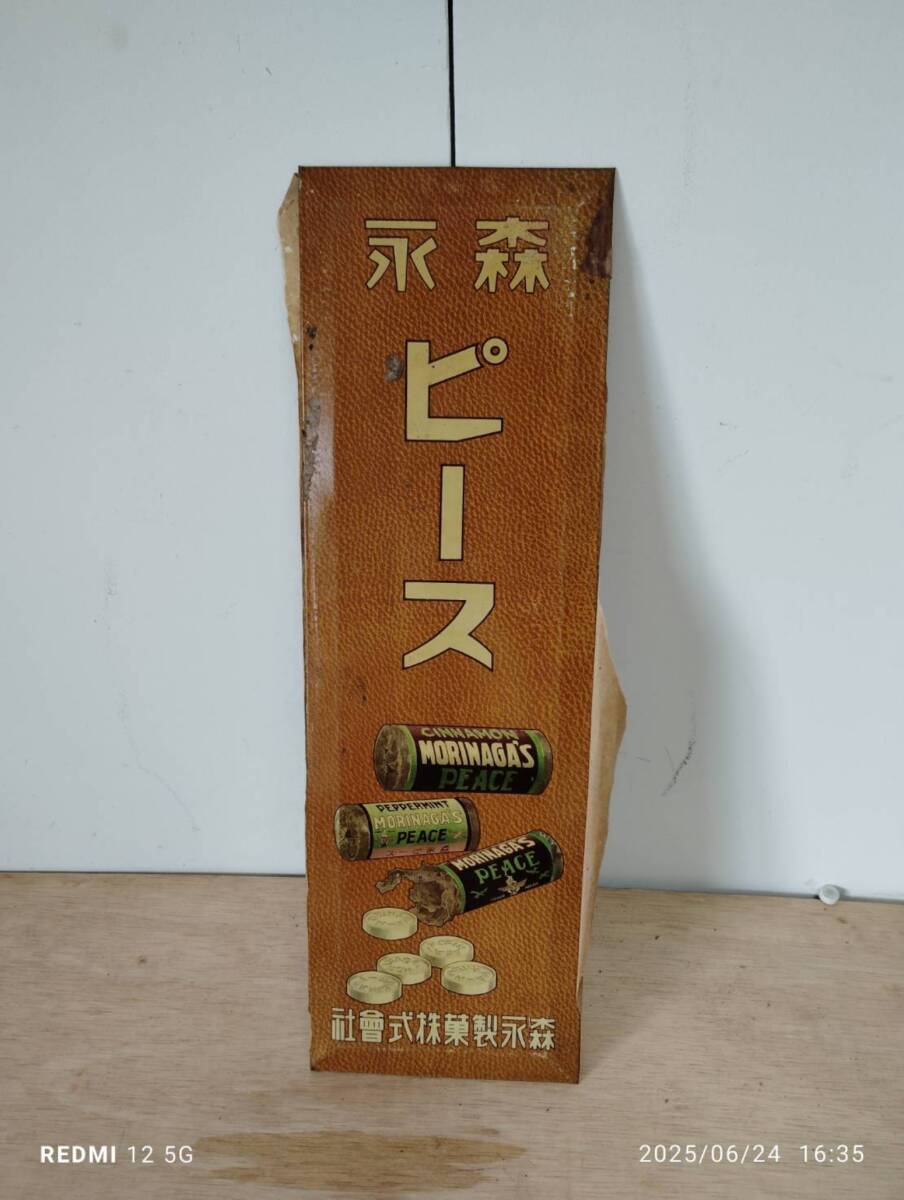 森永
ピース
CINNAMON
MORINAGA'S
PEACE
PEPPERMINT
MORINAGA'S
PEACE
MORINAGA'S
PEACE
森永製菓株式會社
REDMI 12 5G
2025/06/24 16:35